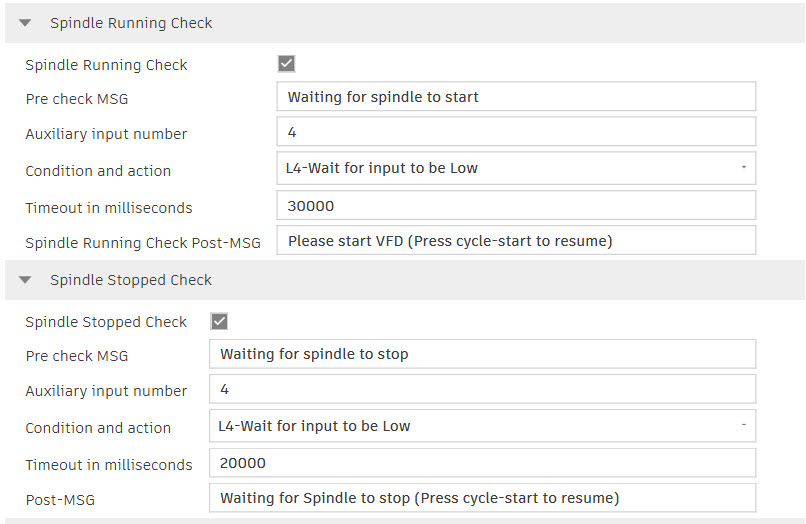 Spindle Running Check
Spindle Running Check
Pre check MSG Waiting for spindle to start
Auxiliary input number 4
Condition and action L4-Wait for input to be Low
Timeout in milliseconds 30000
Spindle Running Check Post-MSG Please start VFD (Press cycle-start to resume)
Spindle Stopped Check
Spindle Stopped Check
Pre check MSG Waiting for spindle to stop
Auxiliary input number 4
Condition and action L4-Wait for input to be Low
Timeout in milliseconds 20000
Post-MSG Waiting for Spindle to stop (Press cycle-start to resume)